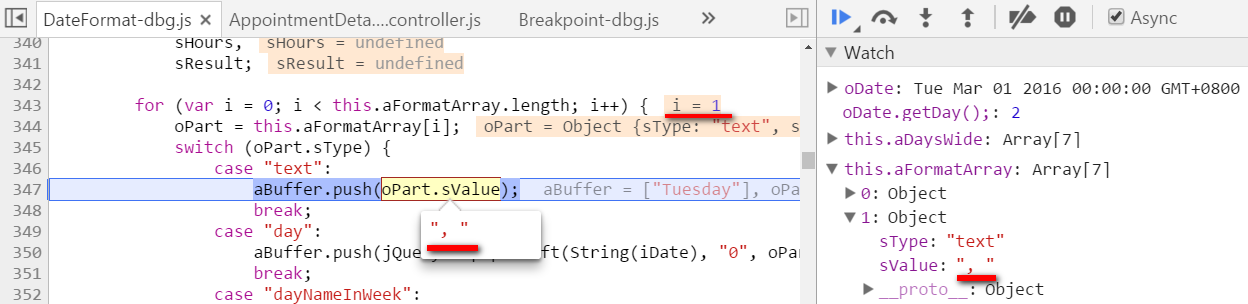 DateFormat-dbg.js × AppointmentDeta....controller.js Breakpoint-dbg.js »
340 sHours, sHours = undefined
341 sResult; sResult = undefined
342
343 for (var i = 0; i < this.aFormatArray.length; i++) { i = 1
344 oPart = this.aFormatArray[i]; oPart = Object {sType: "text", s
345 switch (oPart.sType) {
346 case "text":
347 aBuffer.push(oPart.sValue); aBuffer = ["Tuesday"], oPa
348 break;
", "
349 case "day":
350 aBuffer.push(jQuery ft(String(iDate), "0", oPa
351 break;
352 case "dayNameInWeek":
Async
Watch
oDate: Tue Mar 01 2016 00:00:00 GMT+0800
oDate.getDay();: 2
this.aDaysWide: Array[7]
this.aFormatArray: Array[7]
0: Object
1: Object
sType: "text"
sValue: ", "
__proto__: Object